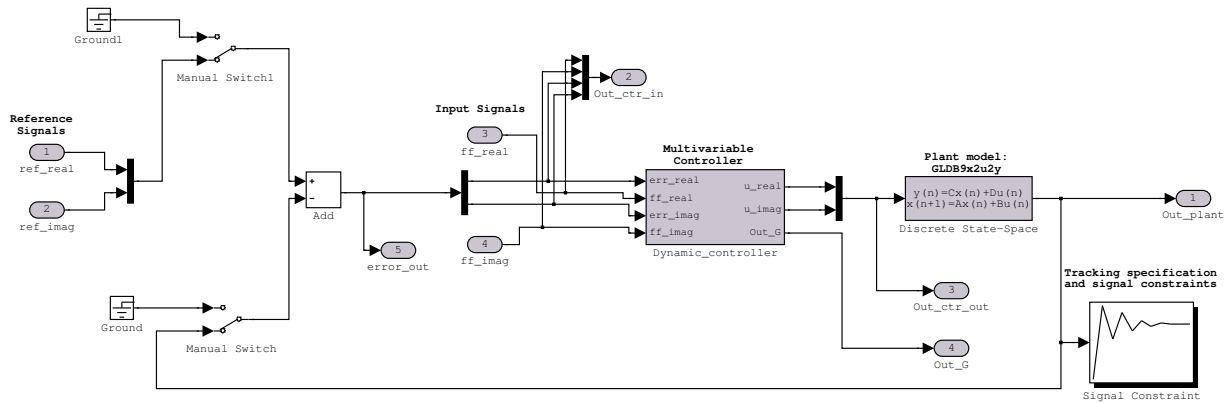 Ground1
Manual Switch1
Reference
Signals
1
ref_real
2
ref_imag
+
-
Add
5
error_out
Ground
Manual Switch
Input Signals
3
ff_real
4
ff_imag
2
Out_ctr_in
Multivariable
Controller
err_real
ff_real
err_imag
ff_imag
u_real
u_imag
Out_G
Dynamic_controller
Plant model:
GLDB9x2u2y
y(n)=Cx(n)+Du(n)
x(n+1)=Ax(n)+Bu(n)
Discrete State-Space
1
Out_plant
3
Out_ctr_out
4
Out_G
Tracking specification
and signal constraints
Signal Constraint